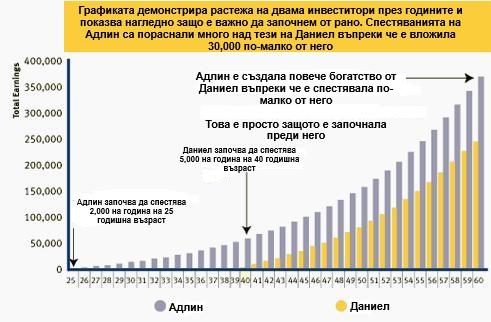 Графиката демонстрира растежа на двама инвеститори през годините и
показва нагледно защо е важно да започнем от рано. Спестяванията на
Адлин са пораснали много над тези на Даниел въпреки че е вложила
30,000 по-малко от него
Total Earnings
400,000
350,000
300,000
250,000
200,000
150,000
100,000
50,000
0
Адлин е създала повече богатство от
Даниел въпреки че е спестявала по-
малко от него
Това е просто защото е започнала
преди него
Даниел започва да спестява
5,000 на година на 40 годишна
възраст
Адлин започва да спестява
2,000 на година на 25
годишна възраст
25 26 27 28 29 30 31 32 33 34 35 36 37 38 39 40 41 42 43 44 45 46 47 48 49 50 51 52 53 54 55 56 57 58 59 60
Адлин
Даниел